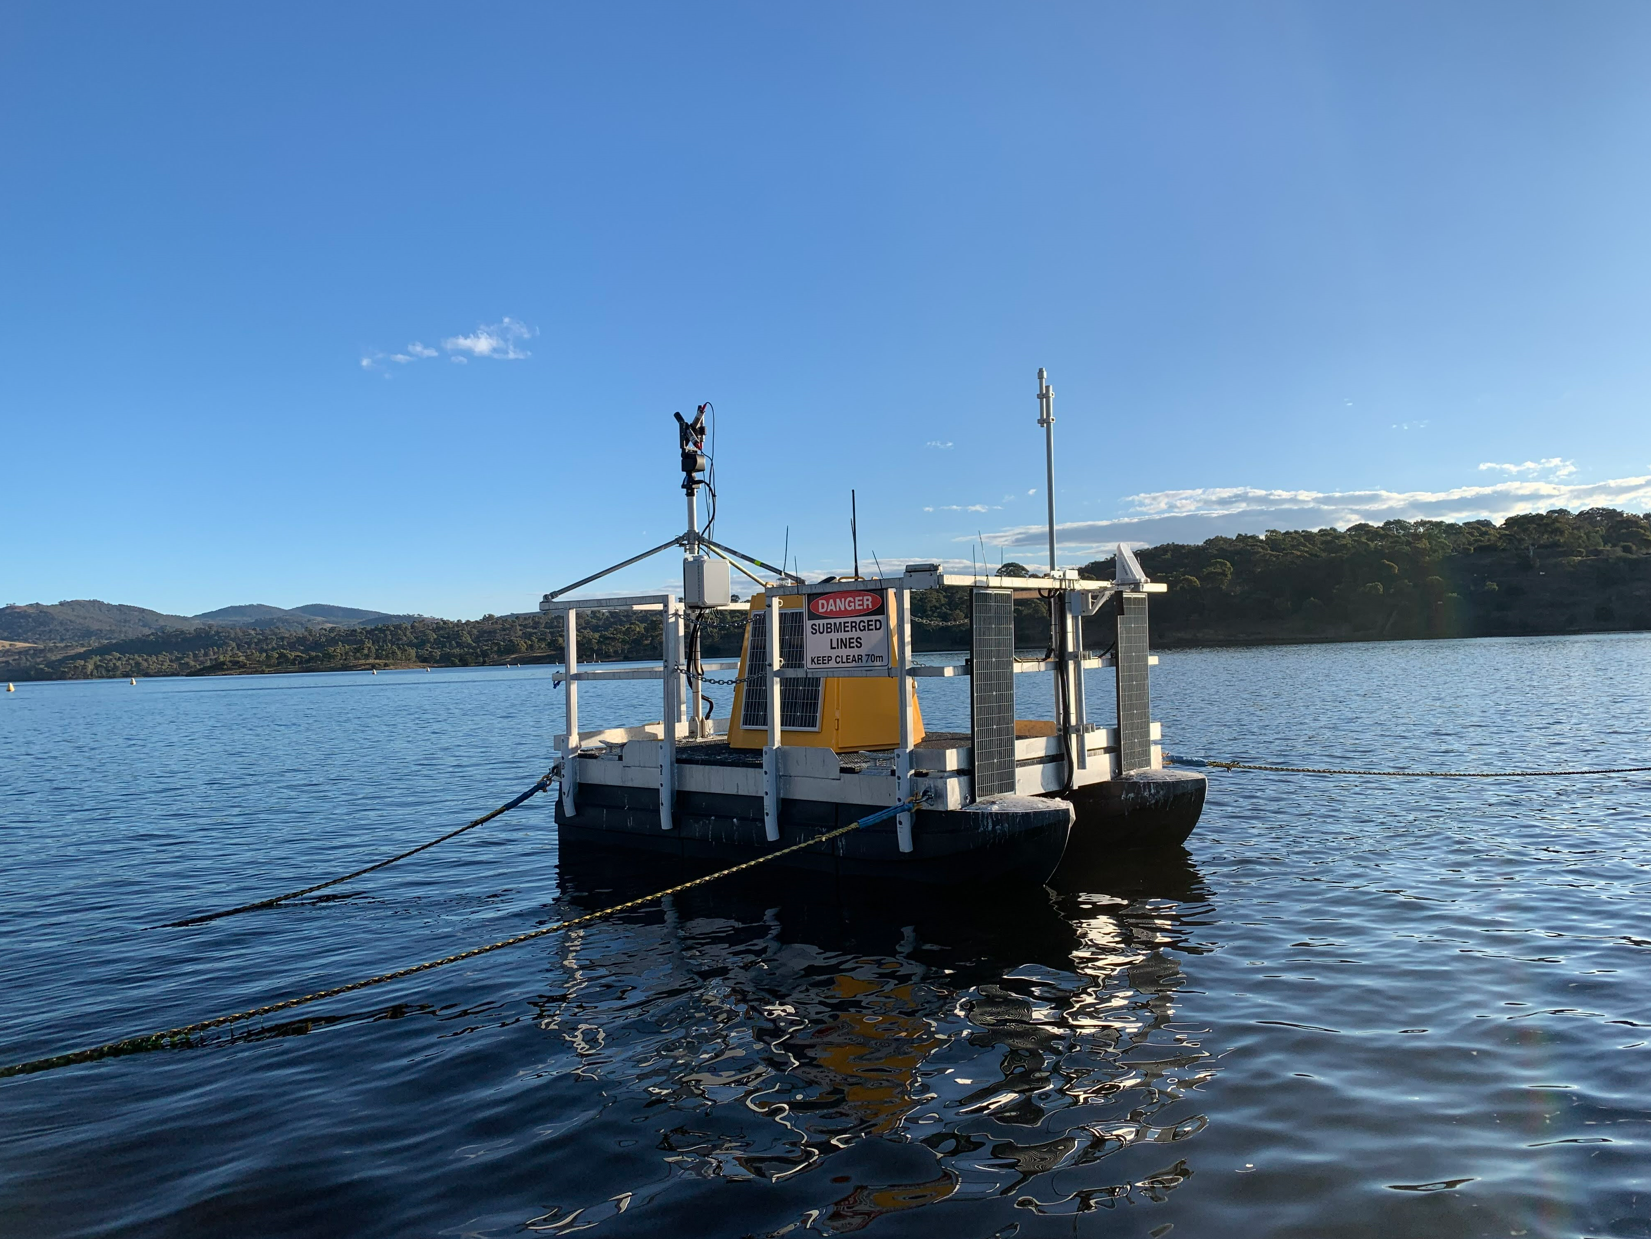 DANGER
SUBMERGED
LINES
KEEP CLEAR 70m